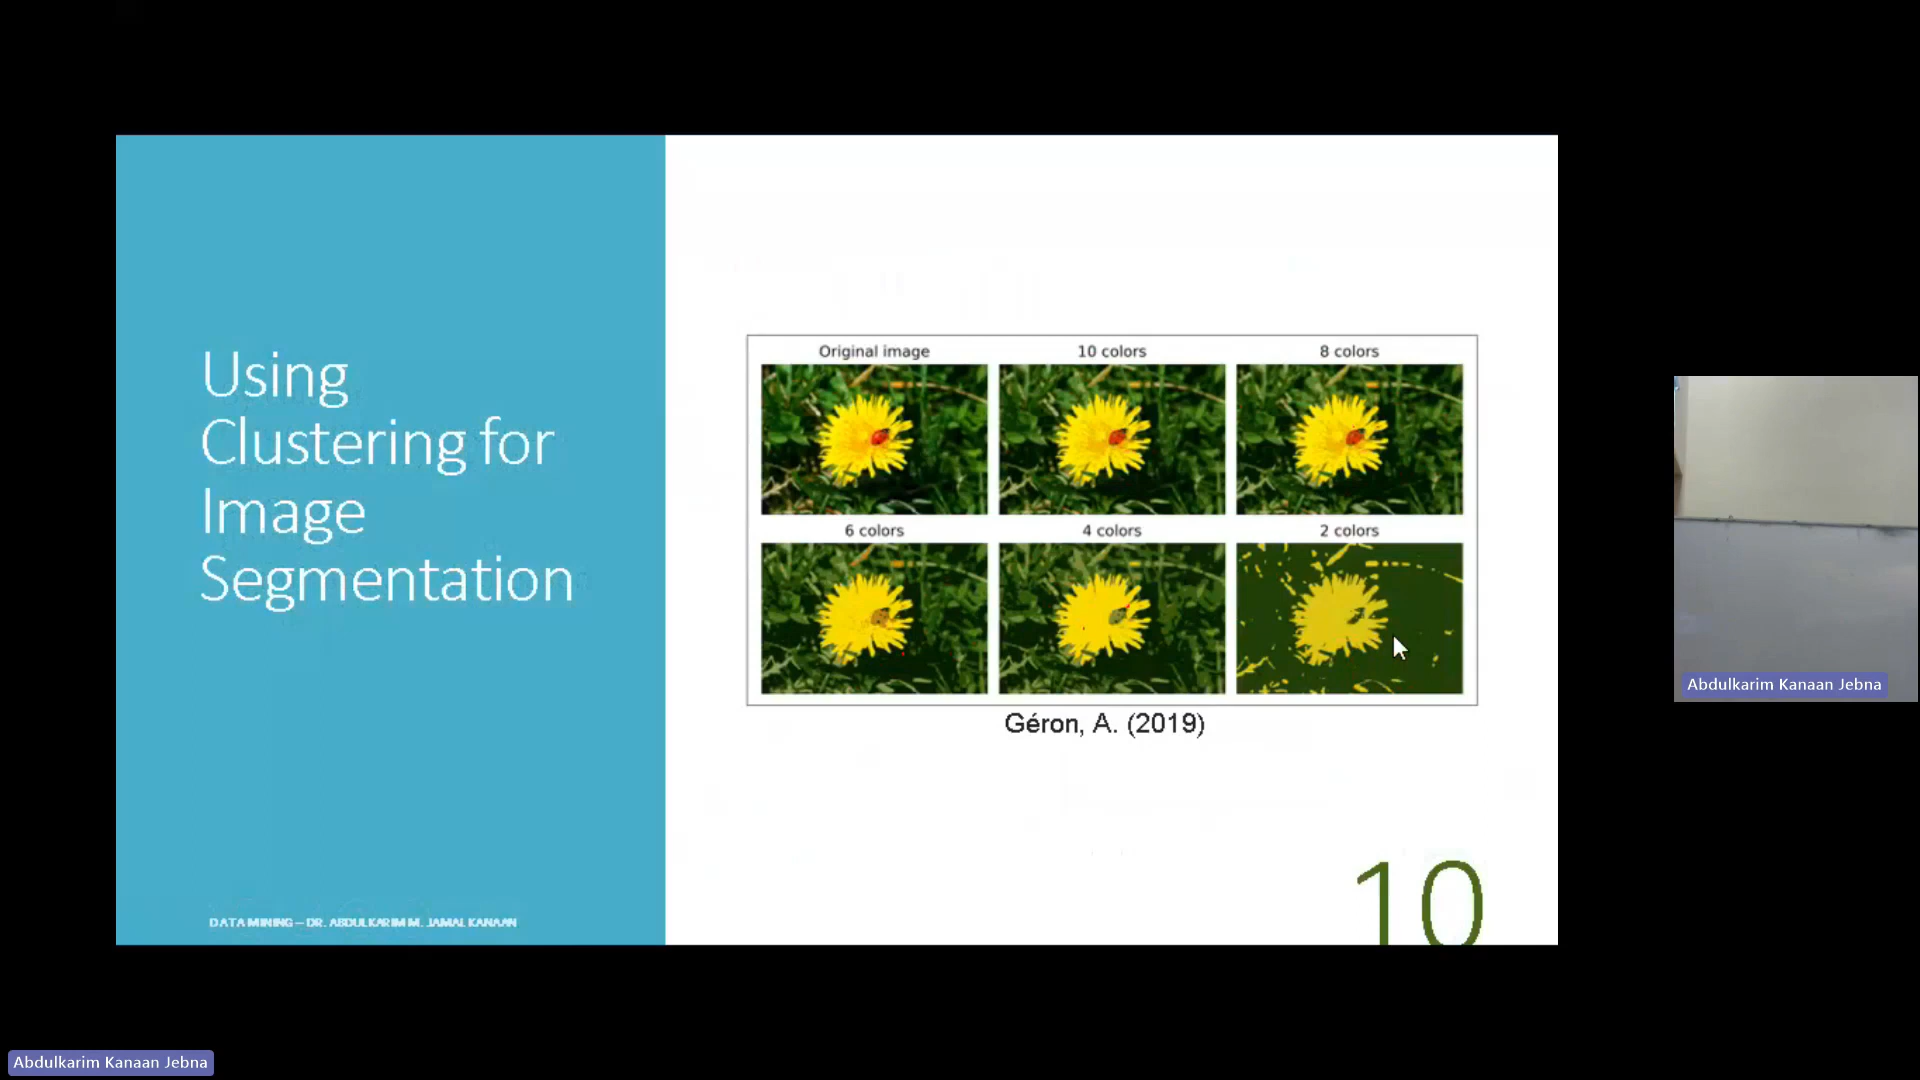 Using
Clustering for
Image
Segmentation
DATA MINING – DR. ABDULKARIM M. JAMAL KANAAN
Original image
10 colors
8 colors
6 colors
4 colors
2 colors
Géron, A. (2019)
10
Abdulkarim Kanaan Jebna
Abdulkarim Kanaan Jebna